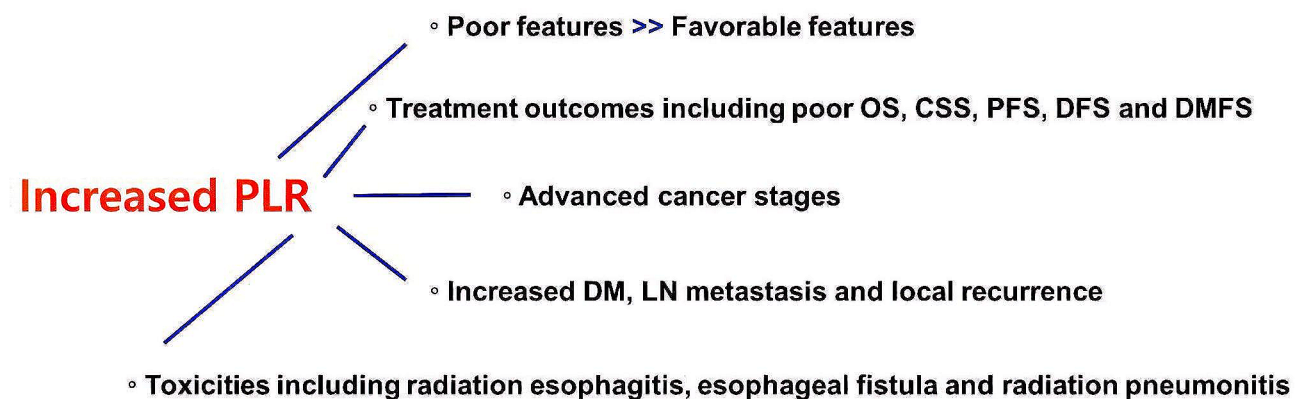 ◦ Poor features >> Favorable features
◦ Treatment outcomes including poor OS, CSS, PFS, DFS and DMFS
Increased PLR
◦ Advanced cancer stages
◦ Increased DM, LN metastasis and local recurrence
◦ Toxicities including radiation esophagitis, esophageal fistula and radiation pneumonitis